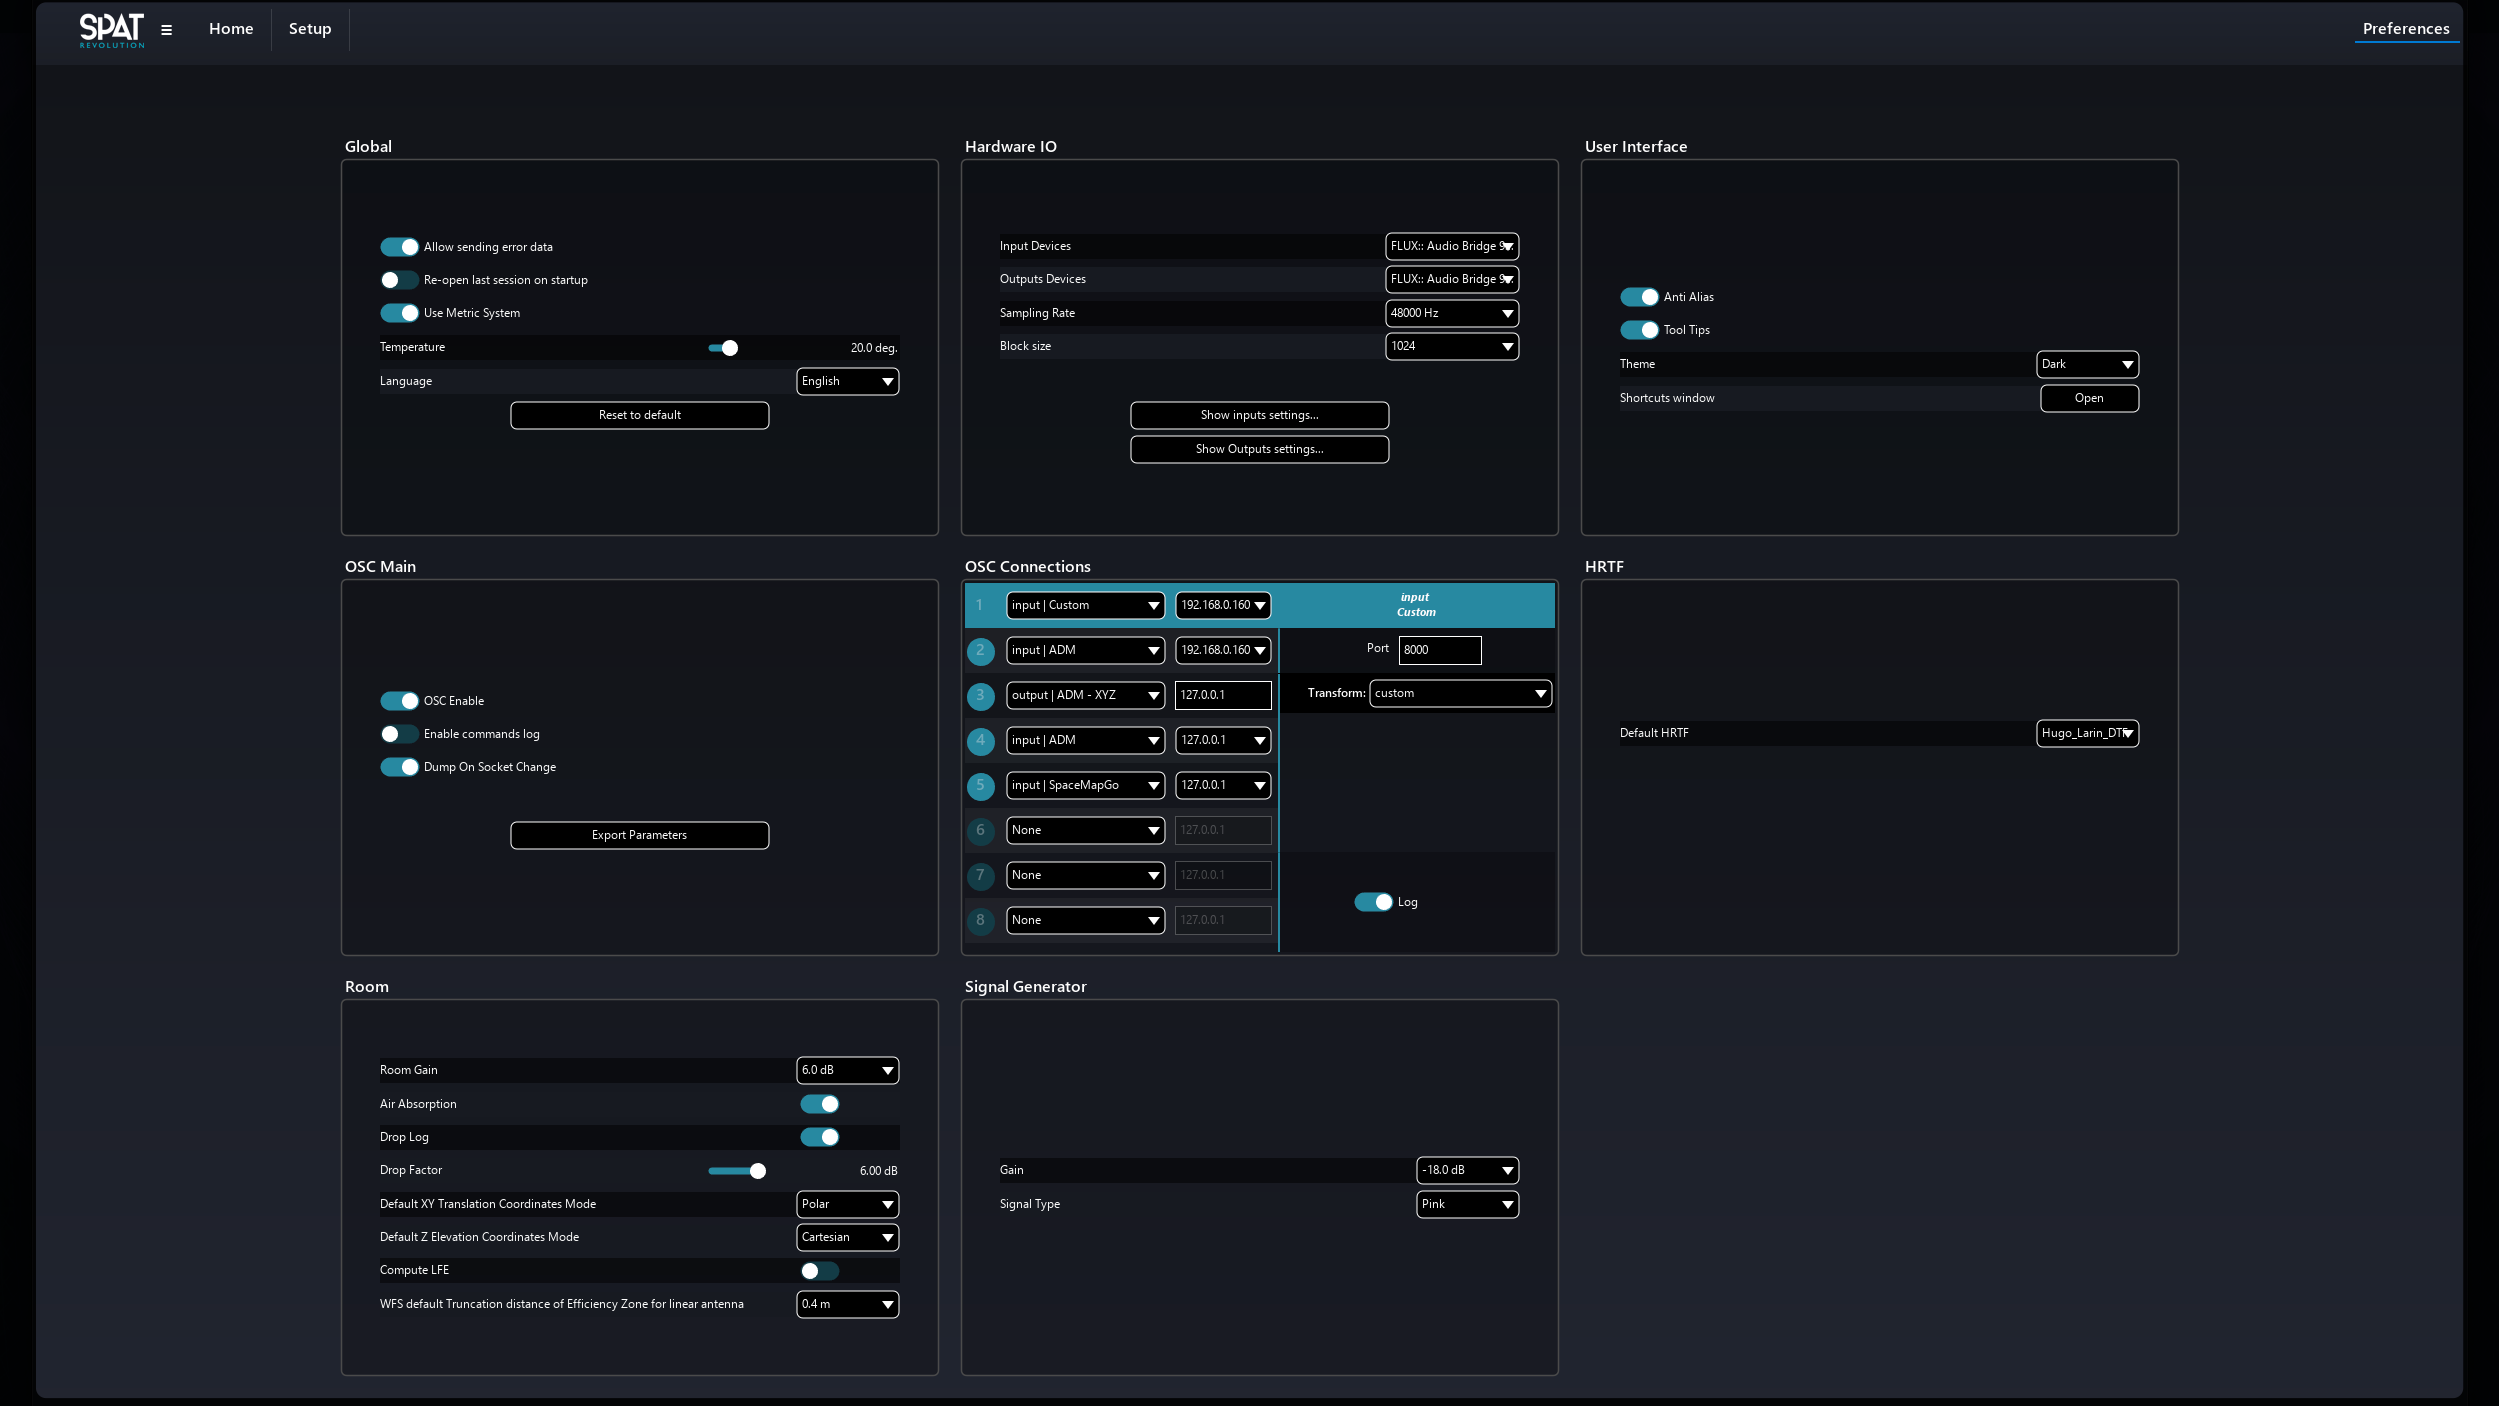 SPAT
REVOLUTION
Home
Setup
Preferences
Global
Allow sending error data
Re-open last session on startup
Use Metric System
Temperature 20.0 deg.
Language English
Reset to default
Hardware IO
Input Devices FLUX:: Audio Bridge 9..
Outputs Devices FLUX:: Audio Bridge 9..
Sampling Rate 48000 Hz
Block size 1024
Show inputs settings...
Show Outputs settings...
User Interface
Anti Alias
Tool Tips
Theme Dark
Shortcuts window Open
OSC Main
OSC Enable
Enable commands log
Dump On Socket Change
Export Parameters
OSC Connections
1 input | Custom 192.168.0.160
2 input | ADM 192.168.0.160
3 output | ADM - XYZ 127.0.0.1
4 input | ADM 127.0.0.1
5 input | SpaceMapGo 127.0.0.1
6 None 127.0.0.1
7 None 127.0.0.1
8 None 127.0.0.1
input
Custom
Port 8000
Transform: custom
Log
HRTF
Default HRTF Hugo_Larin_DTF
Room
Room Gain 6.0 dB
Air Absorption
Drop Log
Drop Factor 6.00 dB
Default XY Translation Coordinates Mode Polar
Default Z Elevation Coordinates Mode Cartesian
Compute LFE
WFS default Truncation distance of Efficiency Zone for linear antenna 0.4 m
Signal Generator
Gain -18.0 dB
Signal Type Pink